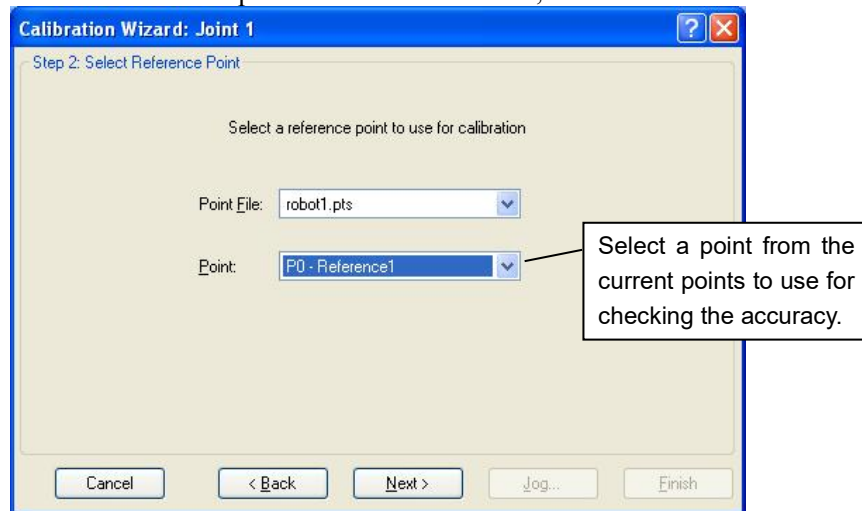 Calibration Wizard: Joint 1
Step 2: Select Reference Point
Select a reference point to use for calibration
Point File: robot1.pts
Point: P0 - Reference1
Select a point from the
current points to use for
checking the accuracy.
Cancel < Back Next > Jog... Finish